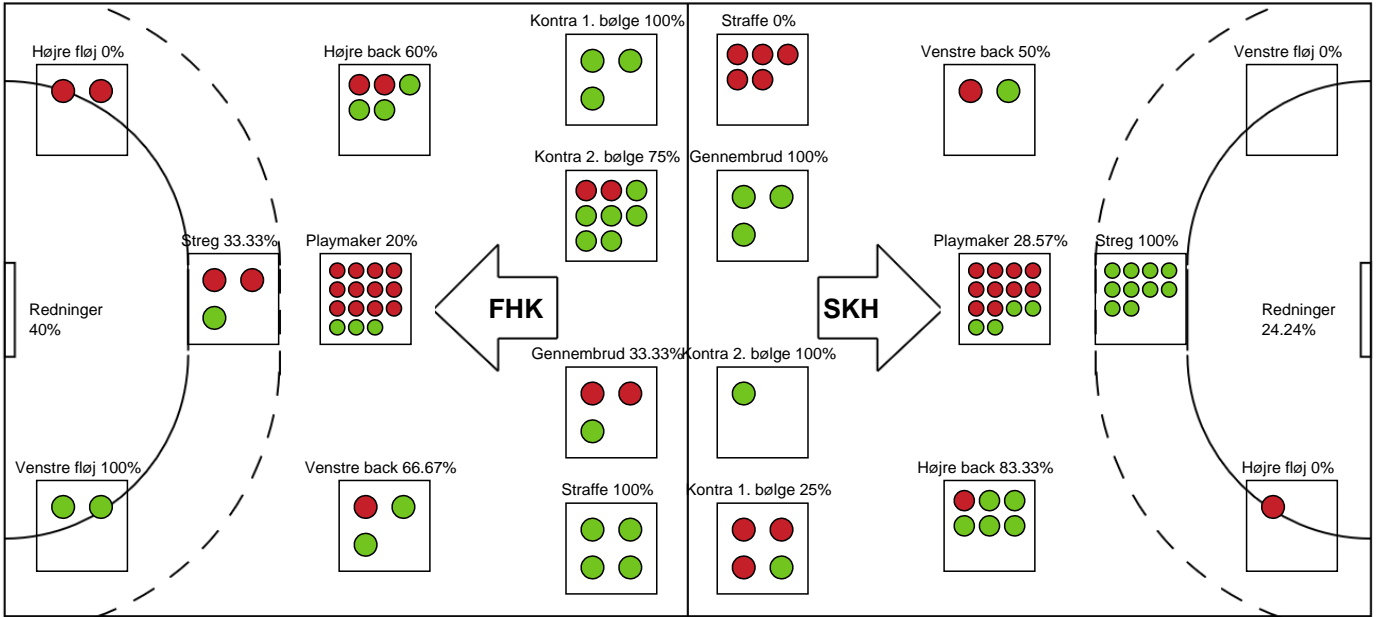 Kontra 1. bølge 100%
Straffe 0%
Højre fløj 0%
Højre back 60%
Venstre back 50%
Venstre fløj 0%
Kontra 2. bølge 75%
Gennembrud 100%
Streg 33.33%
Playmaker 20%
Playmaker 28.57%
Streg 100%
Redninger
40%
FHK
SKH
Redninger
24.24%
Gennembrud 33.33%
Kontra 2. bølge 100%
Venstre fløj 100%
Venstre back 66.67%
Straffe 100%
Kontra 1. bølge 25%
Højre back 83.33%
Højre fløj 0%